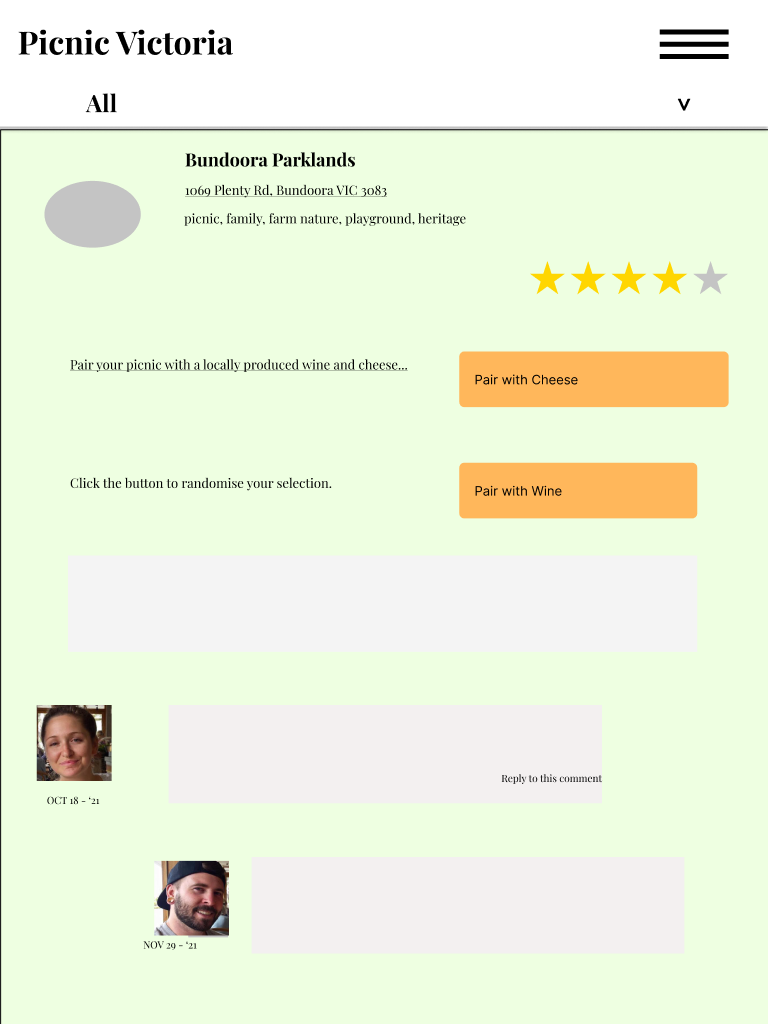 Picnic Victoria
All
v
Bundoora Parklands
1069 Plenty Rd, Bundoora VIC 3083
picnic, family, farm nature, playground, heritage
Pair your picnic with a locally produced wine and cheese...
Pair with Cheese
Click the button to randomise your selection.
Pair with Wine
Reply to this comment
OCT 18 - ‘21
NOV 29 - ‘21